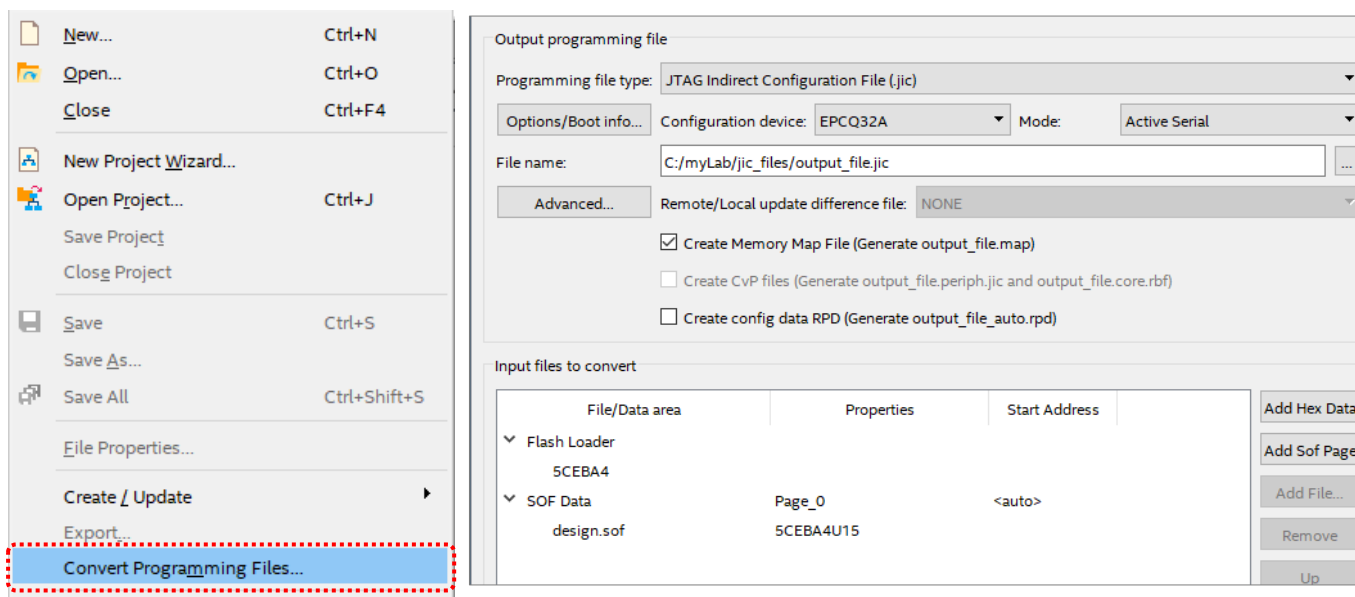 New... Ctrl+N
Open... Ctrl+O
Close Ctrl+F4
New Project Wizard...
Open Project... Ctrl+J
Save Project
Close Project
Save Ctrl+S
Save As...
Save All Ctrl+Shift+S
File Properties...
Create / Update
Export...
Convert Programming Files...
Output programming file
Programming file type: JTAG Indirect Configuration File (.jic)
Options/Boot info... Configuration device: EPCQ32A Mode: Active Serial
File name: C:/myLab/jic_files/output_file.jic ...
Advanced... Remote/Local update difference file: NONE
Create Memory Map File (Generate output_file.map)
Create CvP files (Generate output_file.periph.jic and output_file.core.rbf)
Create config data RPD (Generate output_file_auto.rpd)
Input files to convert
File/Data area Properties Start Address
Flash Loader
5CEBA4
SOF Data Page_0 <auto>
design.sof 5CEBA4U15
Add Hex Data
Add Sof Page
Add File...
Remove
Up